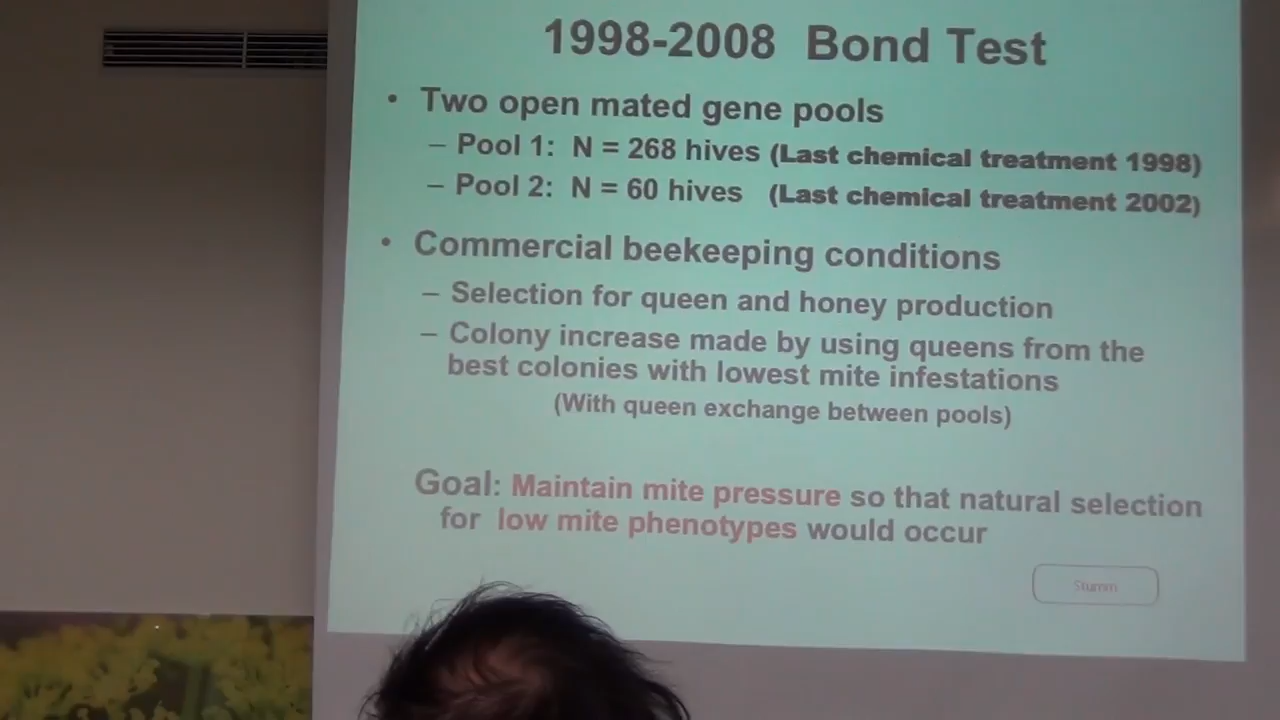 1998-2008 Bond Test
• Two open mated gene pools
– Pool 1: N = 268 hives (Last chemical treatment 1998)
– Pool 2: N = 60 hives (Last chemical treatment 2002)
• Commercial beekeeping conditions
– Selection for queen and honey production
– Colony increase made by using queens from the
best colonies with lowest mite infestations
(With queen exchange between pools)
Goal: Maintain mite pressure so that natural selection
for low mite phenotypes would occur
Stumm